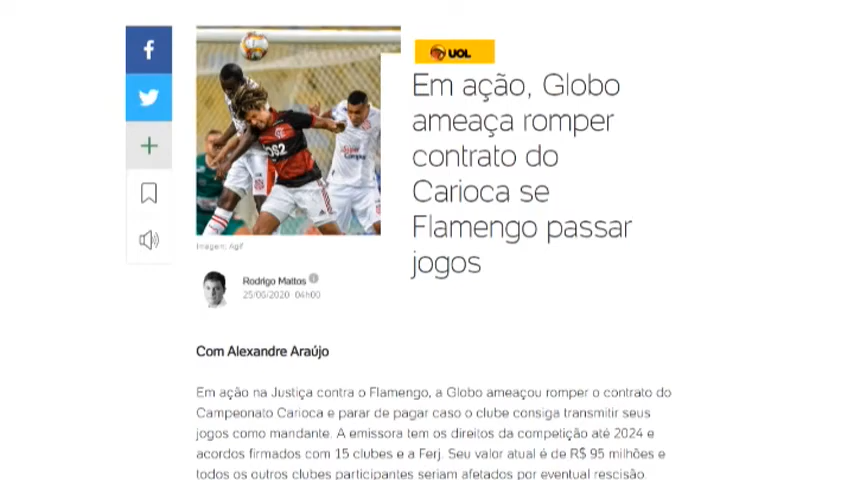 UOL
Em ação, Globo
ameaça romper
contrato do
Carioca se
Flamengo passar
jogos
Imagem: Agif
Rodrigo Mattos
25/06/2020 04h00
Com Alexandre Araújo
Em ação na Justiça contra o Flamengo, a Globo ameaçou romper o contrato do
Campeonato Carioca e parar de pagar caso o clube consiga transmitir seus
jogos como mandante. A emissora tem os direitos da competição até 2024 e
acordos firmados com 15 clubes e a Ferj. Seu valor atual é de R$ 95 milhões e
todos os outros clubes participantes seriam afetados por eventual rescisão.